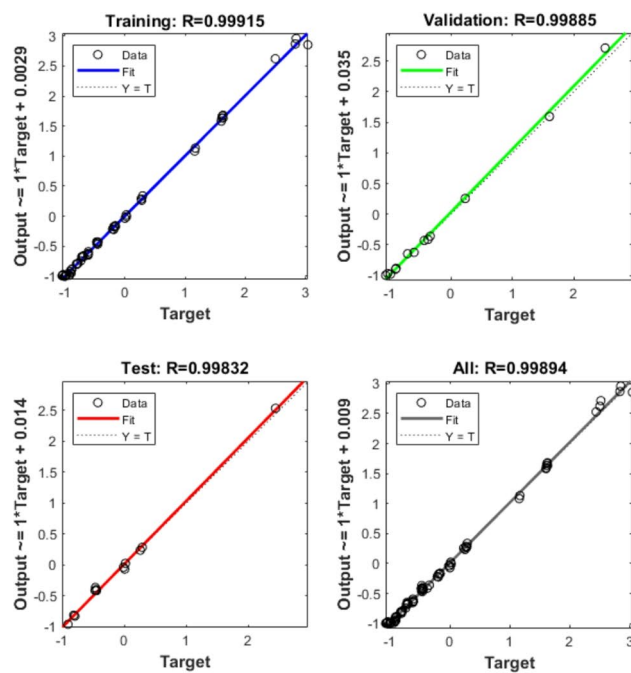 Training: R=0.99915
Output ~= 1*Target + 0.0029
3
2.5
2
1.5
1
0.5
0
-0.5
-1
Data
Fit
Y = T
-1 0 1 2 3
Target
Validation: R=0.99885
Output ~= 1*Target + 0.035
2.5
2
1.5
1
0.5
0
-0.5
-1
Data
Fit
Y = T
-1 0 1 2
Target
Test: R=0.99832
Output ~= 1*Target + 0.014
2.5
2
1.5
1
0.5
0
-0.5
-1
Data
Fit
Y = T
-1 0 1 2
Target
All: R=0.99894
Output ~= 1*Target + 0.009
3
2.5
2
1.5
1
0.5
0
-0.5
-1
Data
Fit
Y = T
-1 0 1 2 3
Target